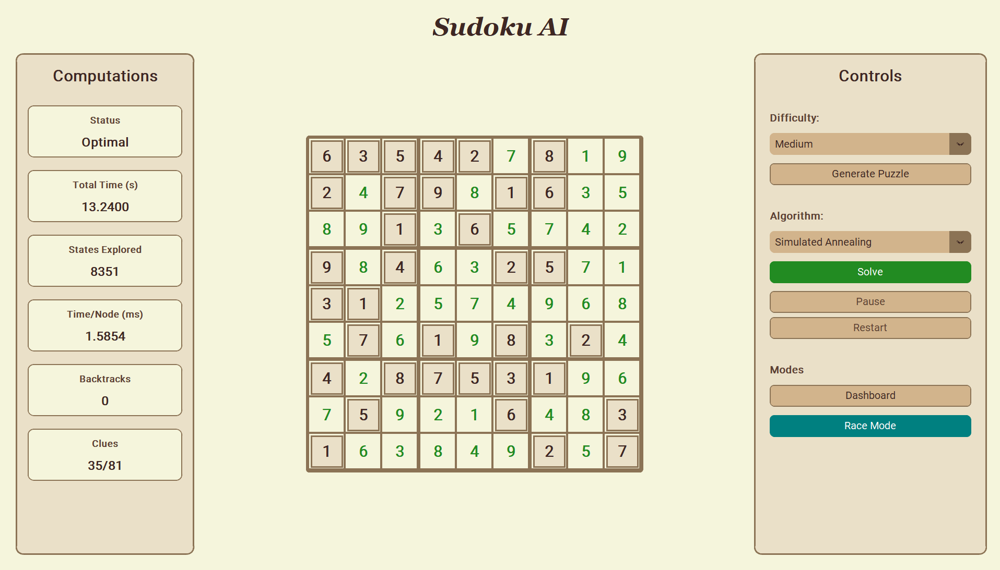 Sudoku AI
Computations
Status
Optimal
Total Time (s)
13.2400
States Explored
8351
Time/Node (ms)
1.5854
Backtracks
0
Clues
35/81
6 3 5 4 2 7 8 1 9
2 4 7 9 8 1 6 3 5
8 9 1 3 6 5 7 4 2
9 8 4 6 3 2 5 7 1
3 1 2 5 7 4 9 6 8
5 7 6 1 9 8 3 2 4
4 2 8 7 5 3 1 9 6
7 5 9 2 1 6 4 8 3
1 6 3 8 4 9 2 5 7
Controls
Difficulty:
Medium
Generate Puzzle
Algorithm:
Simulated Annealing
Solve
Pause
Restart
Modes
Dashboard
Race Mode